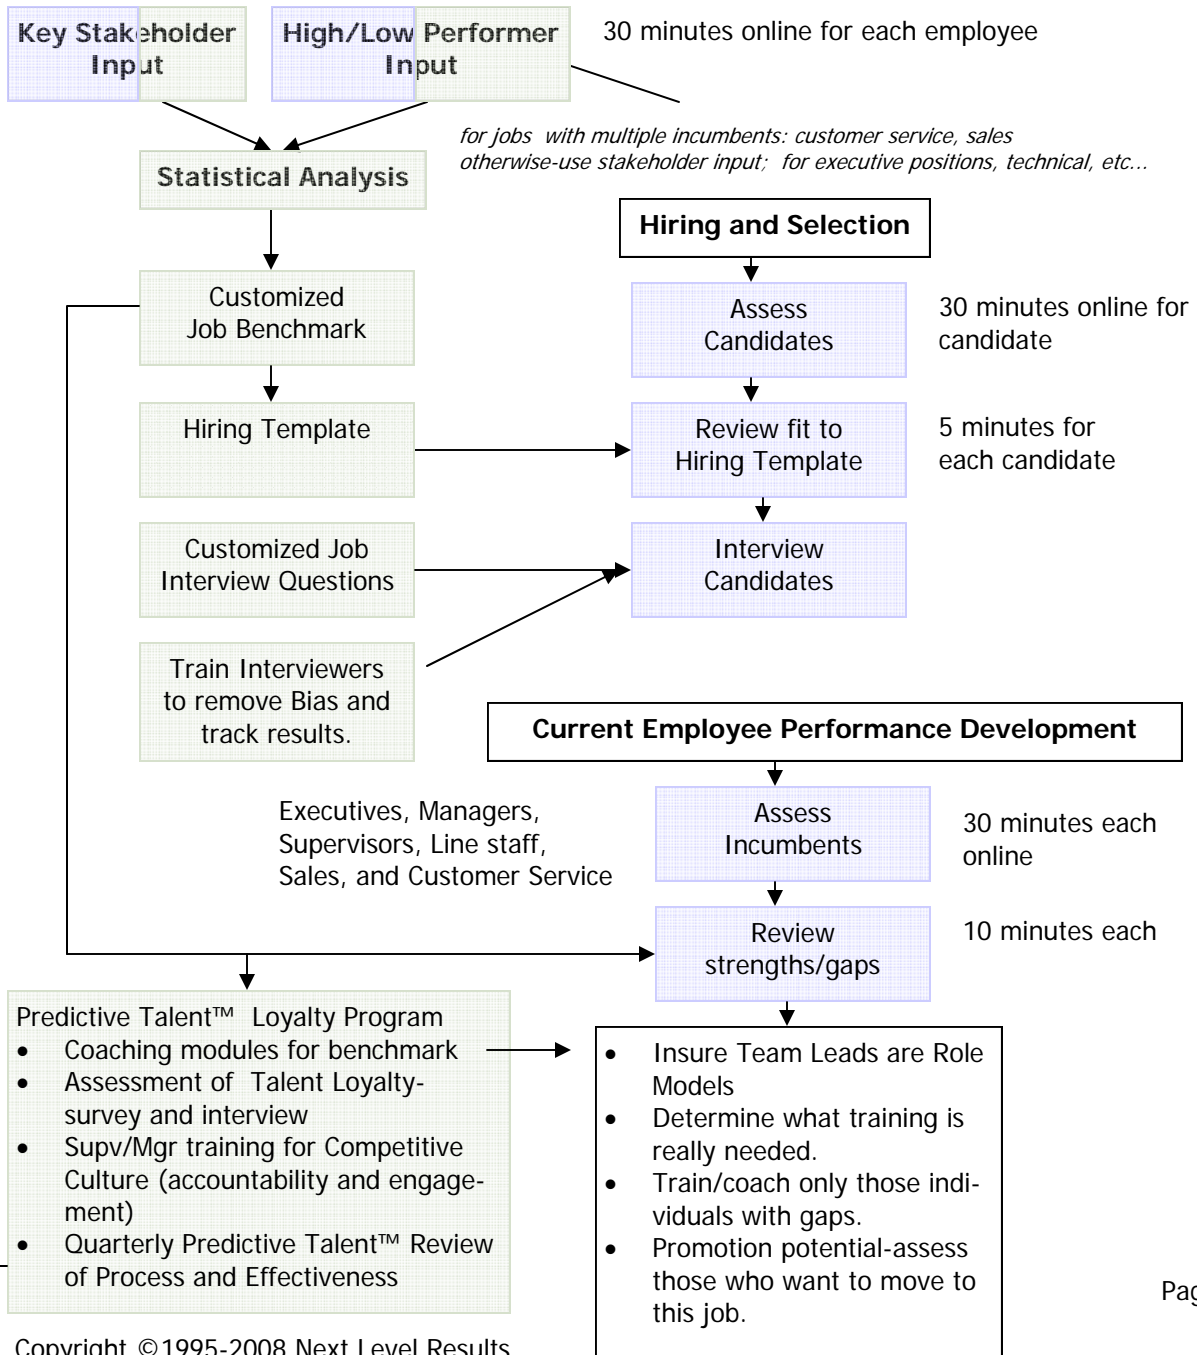 Key Stakeholder
Input
High/Low Performer
Input
30 minutes online for each employee
for jobs with multiple incumbents: customer service, sales
otherwise-use stakeholder input; for executive positions, technical, etc...
Statistical Analysis
Hiring and Selection
Customized
Job Benchmark
Assess
Candidates
30 minutes online for
candidate
Hiring Template
Review fit to
Hiring Template
5 minutes for
each candidate
Customized Job
Interview Questions
Interview
Candidates
Train Interviewers
to remove Bias and
track results.
Current Employee Performance Development
Executives, Managers,
Supervisors, Line staff,
Sales, and Customer Service
Assess
Incumbents
30 minutes each
online
Review
strengths/gaps
10 minutes each
Predictive Talent™ Loyalty Program
• Coaching modules for benchmark
• Assessment of Talent Loyalty-
survey and interview
• Supv/Mgr training for Competitive
Culture (accountability and engage-
ment)
• Quarterly Predictive Talent™ Review
of Process and Effectiveness
• Insure Team Leads are Role
Models
• Determine what training is
really needed.
• Train/coach only those indi-
viduals with gaps.
• Promotion potential-assess
those who want to move to
this job.
Pag
Copyright ©1995-2008 Next Level Results